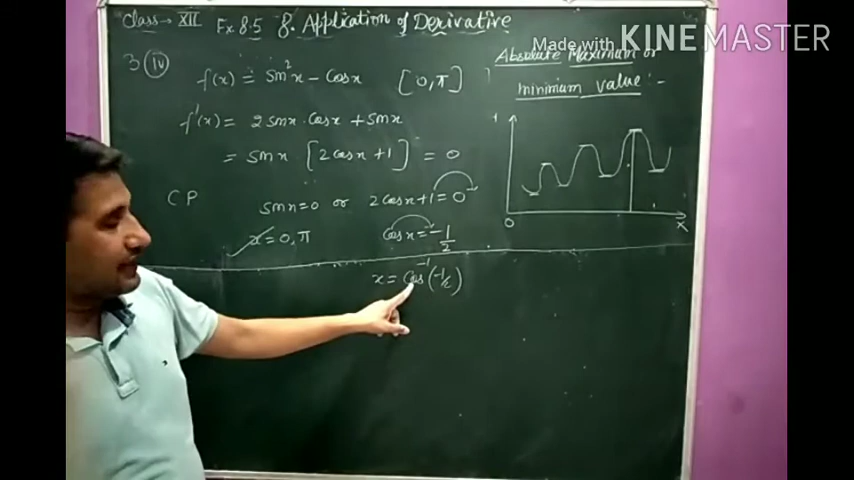 Class → XII Ex 8.5 8. Application of Derivative
Made with KINEMASTER
Absolute Maximum or
minimum value :-
3 (iv) f(x) = sin²x - cosx [0,π]
f'(x) = 2 sinx . cosx + sinx
= sinx [2cosx + 1] = 0
C P
sinx = 0 or 2cosx + 1 = 0
x = 0, π cosx = -1/2
x = cos⁻¹(-1/2)
O X